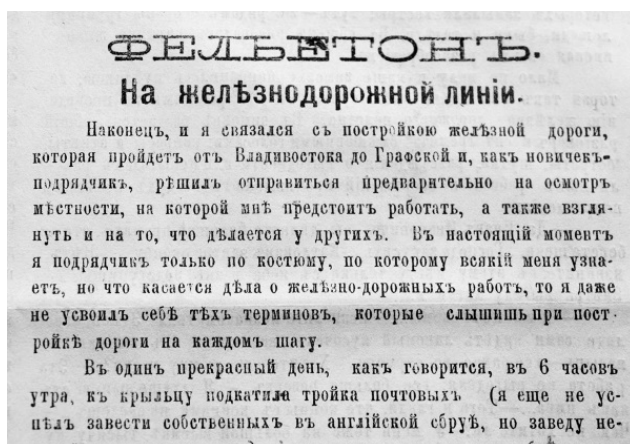 ФЕЛЬЕТОНЪ.
На желѣзнодорожной линіи.
Наконецъ, и я связался съ постройкою желѣзной дороги,
которая пройдетъ отъ Владивостока до Графской и, какъ новичекъ-
подрядчикъ, рѣшилъ отправиться предварительно на осмотръ
мѣстности, на которой мнѣ предстоитъ работать, а также взгля-
нуть и на то, что дѣлается у другихъ. Въ настоящій моментъ
я подрядчикъ только по костюму, по которому всякій меня узна-
етъ, но что касается дѣла о желѣзно-дорожныхъ работъ, то я даже
не усвоилъ себѣ тѣхъ терминовъ, которые слышишь при пост-
ройкѣ дороги на каждомъ шагу.
Въ одинъ прекрасный день, какъ говорится, въ 6 часовъ
утра, къ крыльцу подкатила тройка почтовыхъ (я еще не ус-
пѣлъ завести собственныхъ въ англійской сбруѣ, но заведу не-